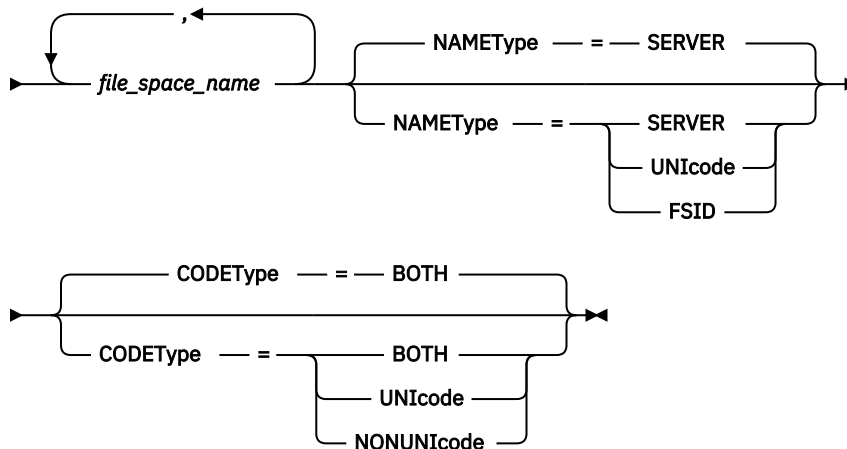 ,
file_space_name
NAMEType = SERVER
NAMEType = SERVER
UNIcode
FSID
CODEType = BOTH
CODEType = BOTH
UNIcode
NONUNIcode